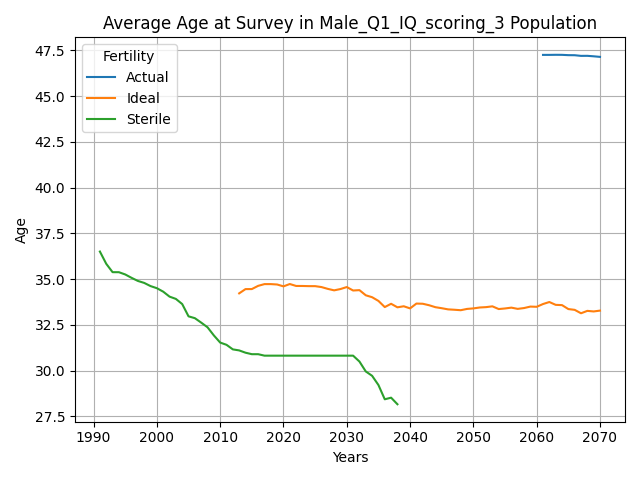 Average Age at Survey in Male_Q1_IQ_scoring_3 Population
Fertility
Actual
Ideal
Sterile
47.5
45.0
42.5
40.0
37.5
35.0
32.5
30.0
27.5
Age
1990 2000 2010 2020 2030 2040 2050 2060 2070
Years